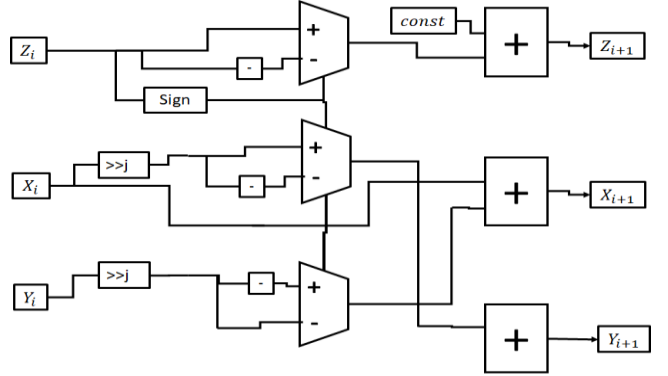 const
+
+
Z_i
Z_{i+1}
-
-
Sign
+
>>j
+
X_i
-
-
X_{i+1}
>>j
-
+
Y_i
-
+
Y_{i+1}